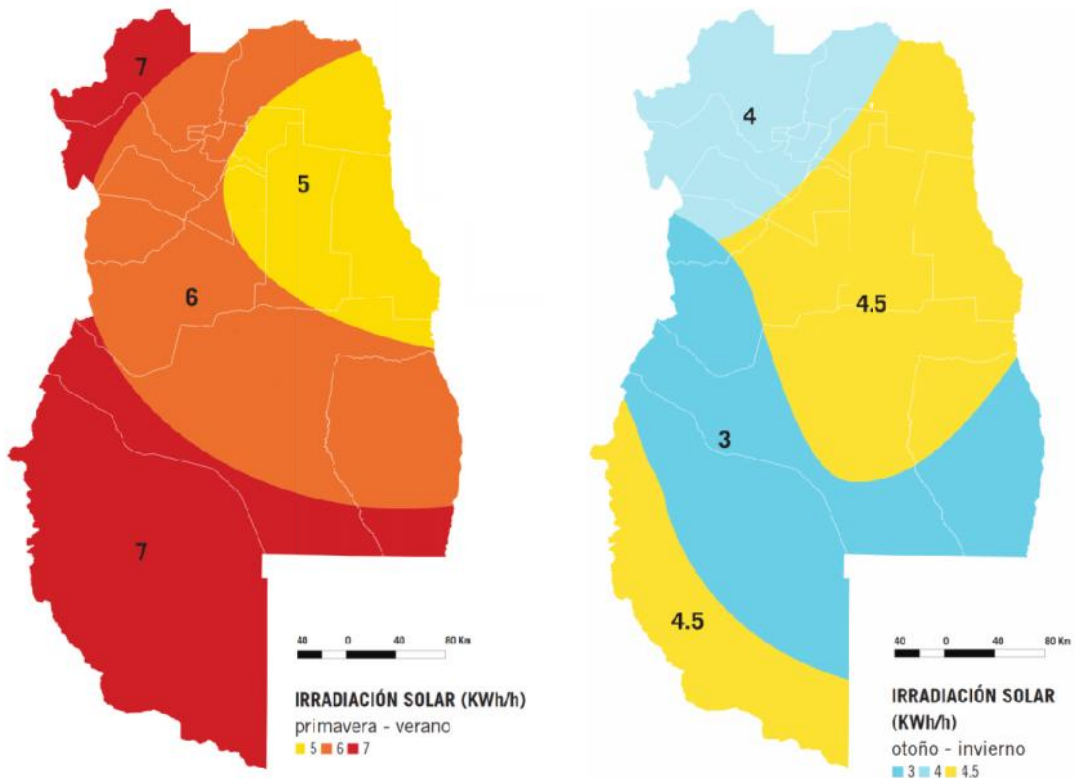 7
5
6
7
40 0 40 80 Km
IRRADIACIÓN SOLAR (KWh/h)
primavera - verano
5 6 7
4
4.5
3
4.5
40 0 40 80 Km
IRRADIACIÓN SOLAR
(KWh/h)
otoño - invierno
3 4 4.5